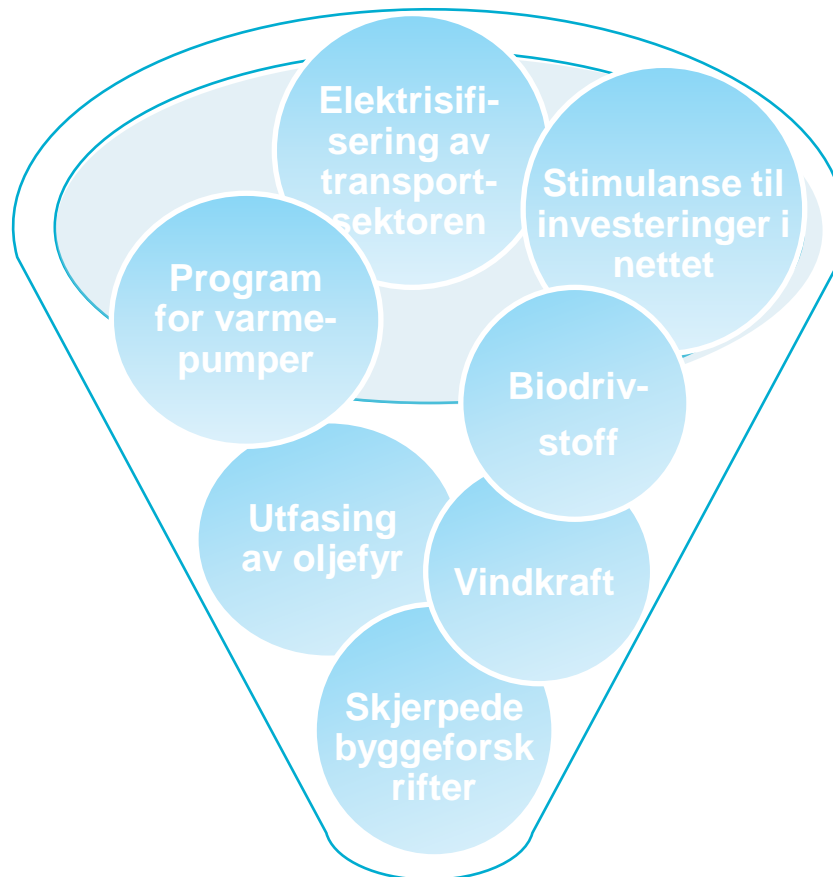 Elektrisifi-
sering av
transport-
sektoren
Stimulanse til
investeringer i
nettet
Program
for varme-
pumper
Biodriv-
stoff
Utfasing
av oljefyr
Vindkraft
Skjerpede
byggeforsk
rifter